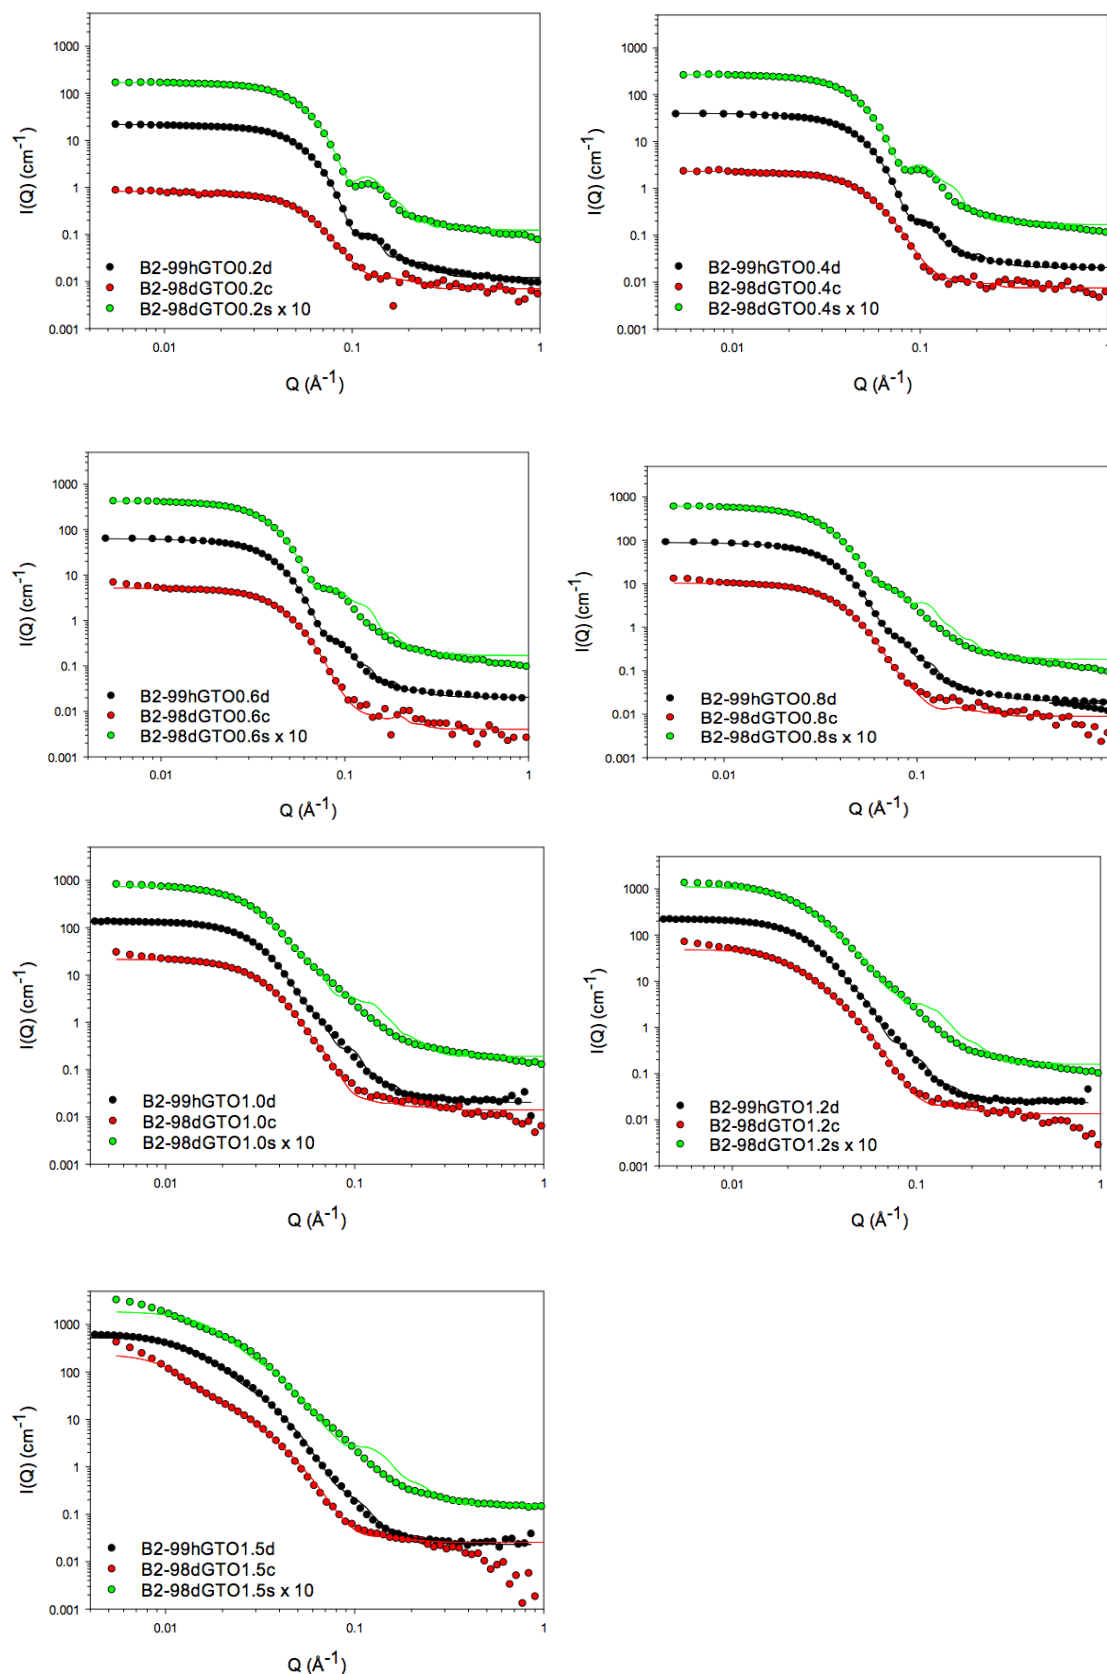 1000
100
10
1
0.1
0.01
0.001
I(Q) (cm⁻¹)
B2-99hGTO0.2d
B2-98dGTO0.2c
B2-98dGTO0.2s x 10
0.01 0.1 1
Q (Å⁻¹)
1000
100
10
1
0.1
0.01
0.001
I(Q) (cm⁻¹)
B2-99hGTO0.4d
B2-98dGTO0.4c
B2-98dGTO0.4s x 10
0.01 0.1 1
Q (Å⁻¹)
1000
100
10
1
0.1
0.01
0.001
I(Q) (cm⁻¹)
B2-99hGTO0.6d
B2-98dGTO0.6c
B2-98dGTO0.6s x 10
0.01 0.1 1
Q (Å⁻¹)
1000
100
10
1
0.1
0.01
0.001
I(Q) (cm⁻¹)
B2-99hGTO0.8d
B2-98dGTO0.8c
B2-98dGTO0.8s x 10
0.01 0.1 1
Q (Å⁻¹)
1000
100
10
1
0.1
0.01
0.001
I(Q) (cm⁻¹)
B2-99hGTO1.0d
B2-98dGTO1.0c
B2-98dGTO1.0s x 10
0.01 0.1 1
Q (Å⁻¹)
1000
100
10
1
0.1
0.01
0.001
I(Q) (cm⁻¹)
B2-99hGTO1.2d
B2-98dGTO1.2c
B2-98dGTO1.2s x 10
0.01 0.1 1
Q (Å⁻¹)
1000
100
10
1
0.1
0.01
0.001
I(Q) (cm⁻¹)
B2-99hGTO1.5d
B2-98dGTO1.5c
B2-98dGTO1.5s x 10
0.01 0.1 1
Q (Å⁻¹)